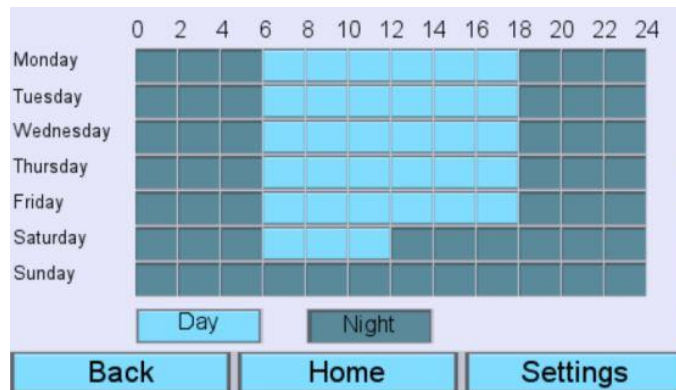 0 2 4 6 8 10 12 14 16 18 20 22 24
Monday
Tuesday
Wednesday
Thursday
Friday
Saturday
Sunday
Day Night
Back Home Settings